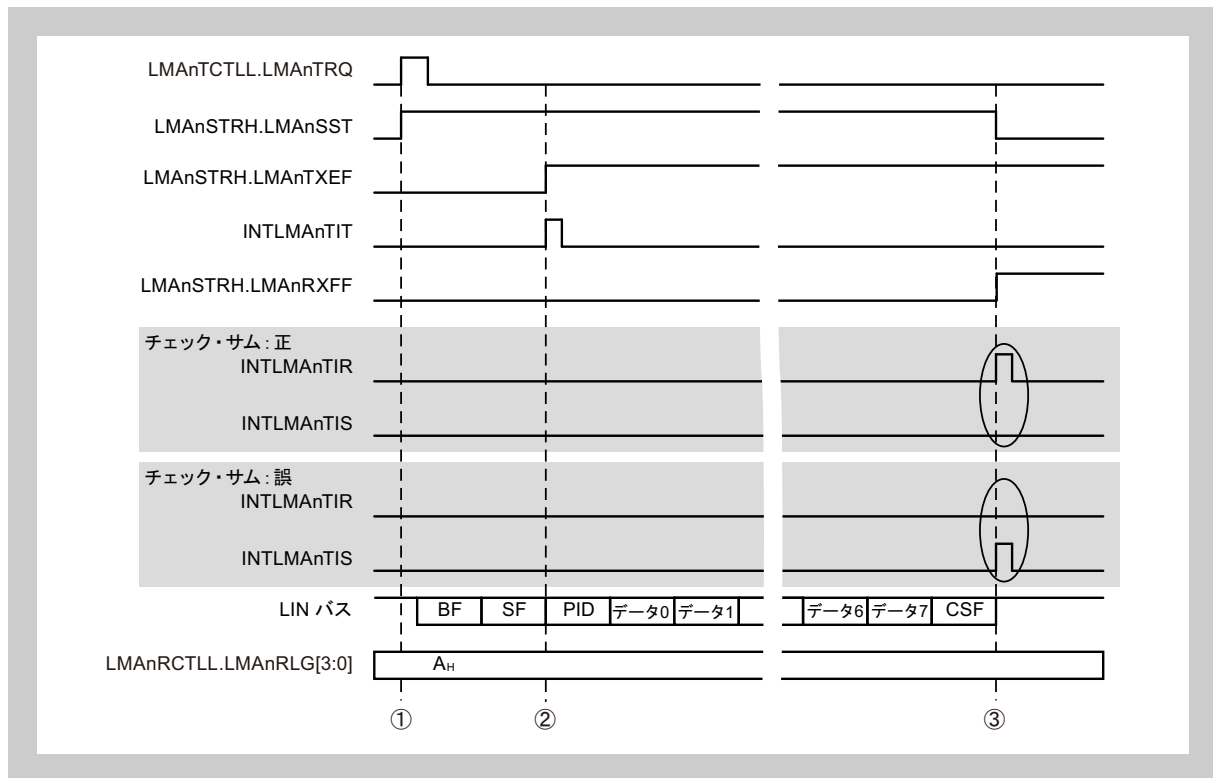 LMAnTCTLL.LMAnTRQ
LMAnSTRH.LMAnSST
LMAnSTRH.LMAnTXEF
INTLMAnTIT
LMAnSTRH.LMAnRXFF
チェック・サム : 正
INTLMAnTIR
INTLMAnTIS
チェック・サム : 誤
INTLMAnTIR
INTLMAnTIS
LIN バス BF SF PID データ0 データ1 データ6 データ7 CSF
LMAnRCTLL.LMAnRLG[3:0] AH
① ② ③